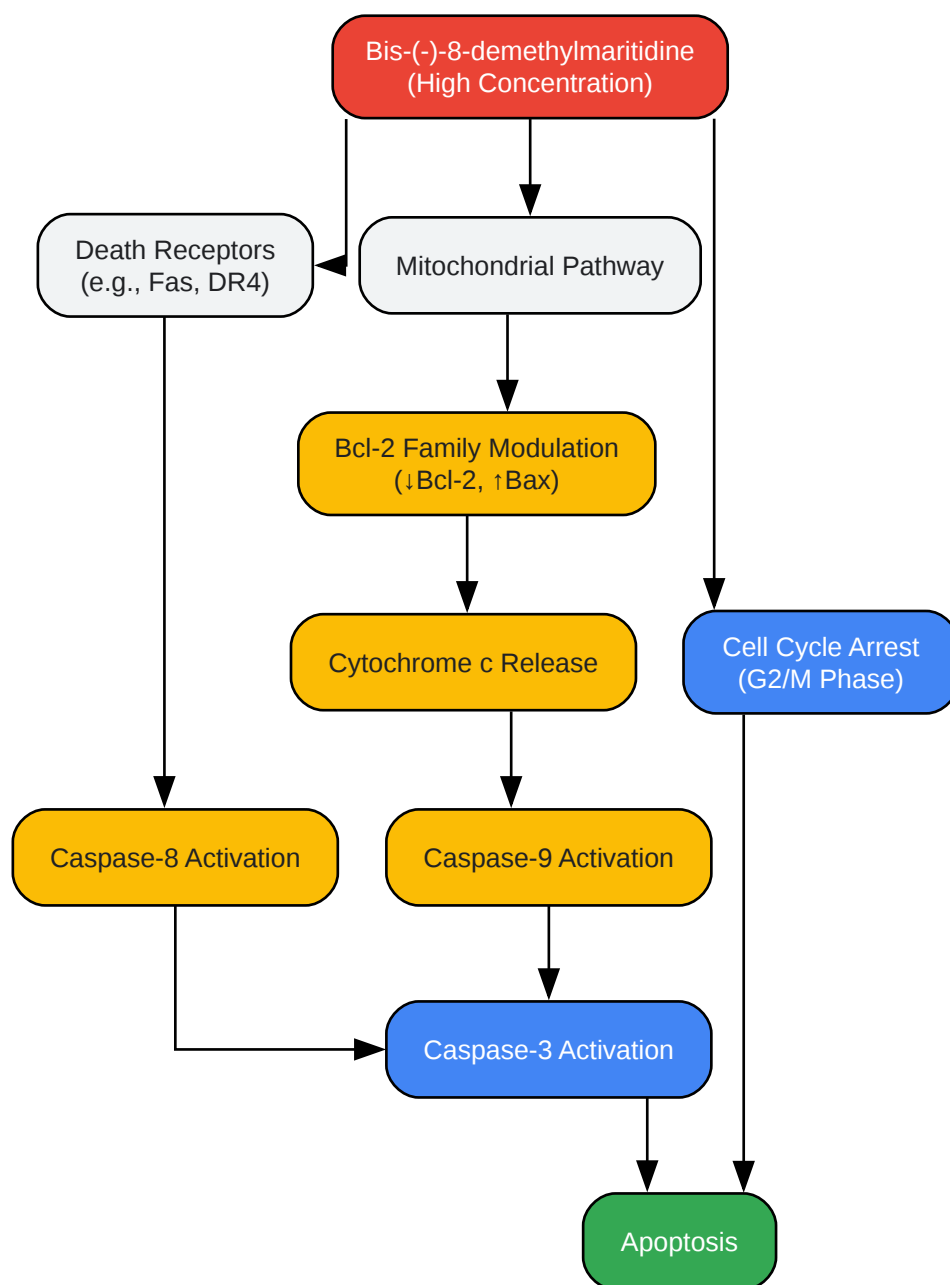 Bis-(-)-8-demethylmaritidine
(High Concentration)
Death Receptors
(e.g., Fas, DR4)
Mitochondrial Pathway
Bcl-2 Family Modulation
(↓Bcl-2, ↑Bax)
Cytochrome c Release
Cell Cycle Arrest
(G2/M Phase)
Caspase-8 Activation
Caspase-9 Activation
Caspase-3 Activation
Apoptosis